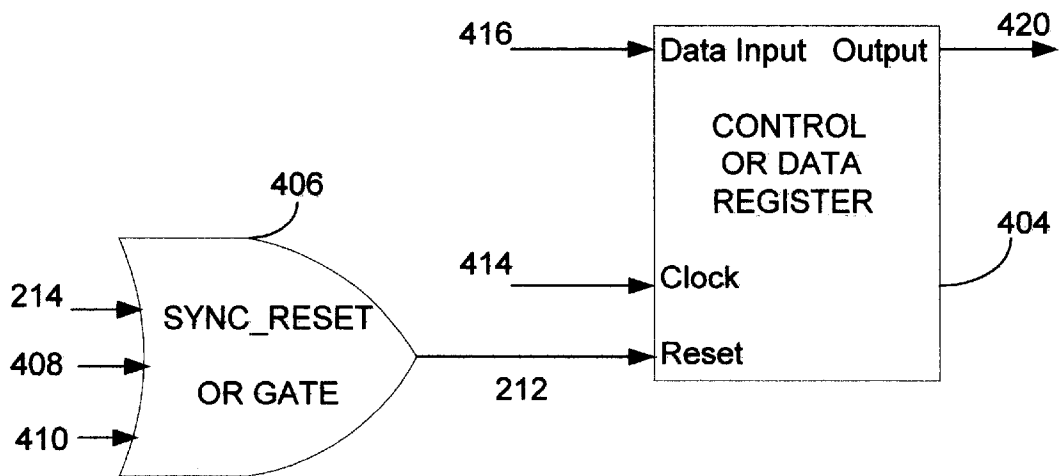 416
Data Input
Output
420
CONTROL
OR DATA
REGISTER
406
404
414
Clock
214
SYNC_RESET
408
Reset
OR GATE
212
410